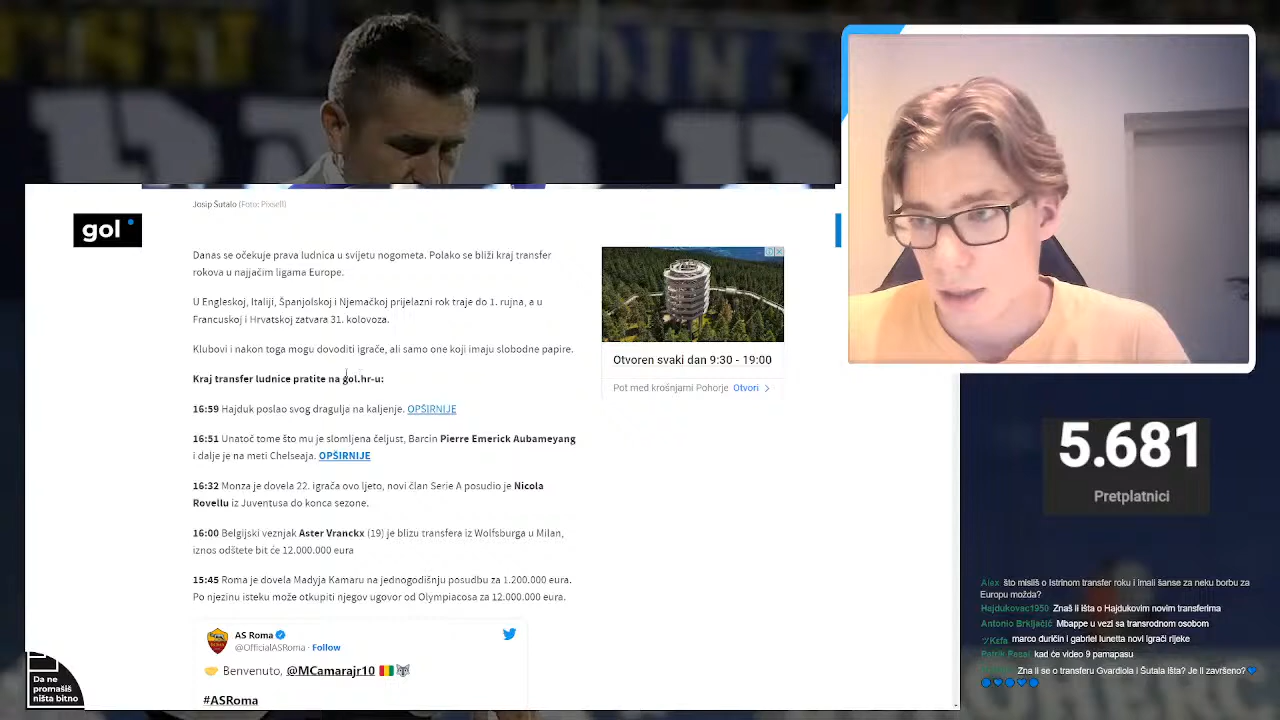 Josip Šutalo (Foto: Pixsell)
gol
Danas se očekuje prava ludnica u svijetu nogometa. Polako se bliži kraj transfer
rokova u najjačim ligama Europe.
U Engleskoj, Italiji, Španjolskoj i Njemačkoj prijelazni rok traje do 1. rujna, a u
Francuskoj i Hrvatskoj zatvara 31. kolovoza.
Klubovi i nakon toga mogu dovoditi igrače, ali samo one koji imaju slobodne papire.
Kraj transfer ludnice pratite na gol.hr-u:
16:59 Hajduk poslao svog dragulja na kaljenje. OPŠIRNIJE
16:51 Unatoč tome što mu je slomljena čeljust, Barcin Pierre Emerick Aubameyang
i dalje je na meti Chelseaja. OPŠIRNIJE
16:32 Monza je dovela 22. igrača ovo ljeto, novi član Serie A posudio je Nicola
Rovellu iz Juventusa do konca sezone.
16:00 Belgijski veznjak Aster Vranckx (19) je blizu transfera iz Wolfsburga u Milan,
iznos odštete bit će 12.000.000 eura
15:45 Roma je dovela Madyja Kamaru na jednogodišnju posudbu za 1.200.000 eura.
Po njezinu isteku može otkupiti njegov ugovor od Olympiacosa za 12.000.000 eura.
AS Roma
@OfficialASRoma · Follow
Benvenuto, @MCamarajr10
#ASRoma
Da ne
promašiš
ništa bitno
Otvoren svaki dan 9:30 - 19:00
Pot med krošnjami Pohorje Otvori
5.681
Pretplatnici
Alex što misliš o Istrinom transfer roku i imali šanse za neku borbu za
Europu možda?
Hajdukovac1950 Znaš li išta o Hajdukovim novim transferima
Antonio Brkljačić Mbappe u vezi sa transrodnom osobom
marco duričin i gabriel lunetta novi igrači rijeke
kad će video 9 pamapasu
Zna li se o transferu Gvardiola i Šutala išta? Je li završeno?